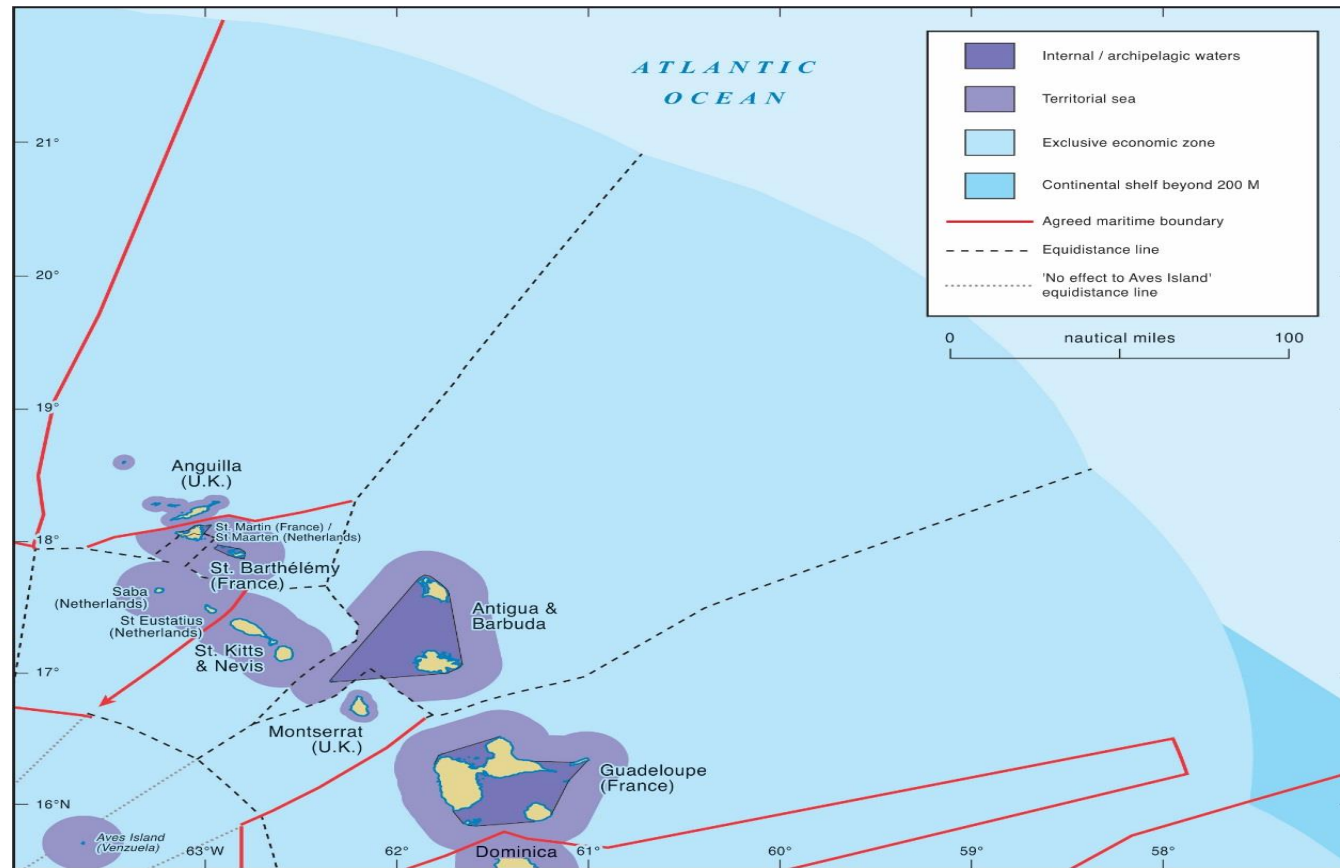 ATLANTIC
OCEAN
Internal / archipelagic waters
Territorial sea
Exclusive economic zone
Continental shelf beyond 200 M
Agreed maritime boundary
Equidistance line
'No effect to Aves Island'
equidistance line
0 nautical miles 100
21°
20°
19°
18°
17°
16°N
Anguilla
(U.K.)
St. Martin (France) /
St Maarten (Netherlands)
St. Barthélémy
(France)
Saba
(Netherlands)
St Eustatius
(Netherlands)
St. Kitts
& Nevis
Antigua &
Barbuda
Montserrat
(U.K.)
Guadeloupe
(France)
Aves Island
(Venzuela)
Dominica
63°W 62° 61° 60° 59° 58°